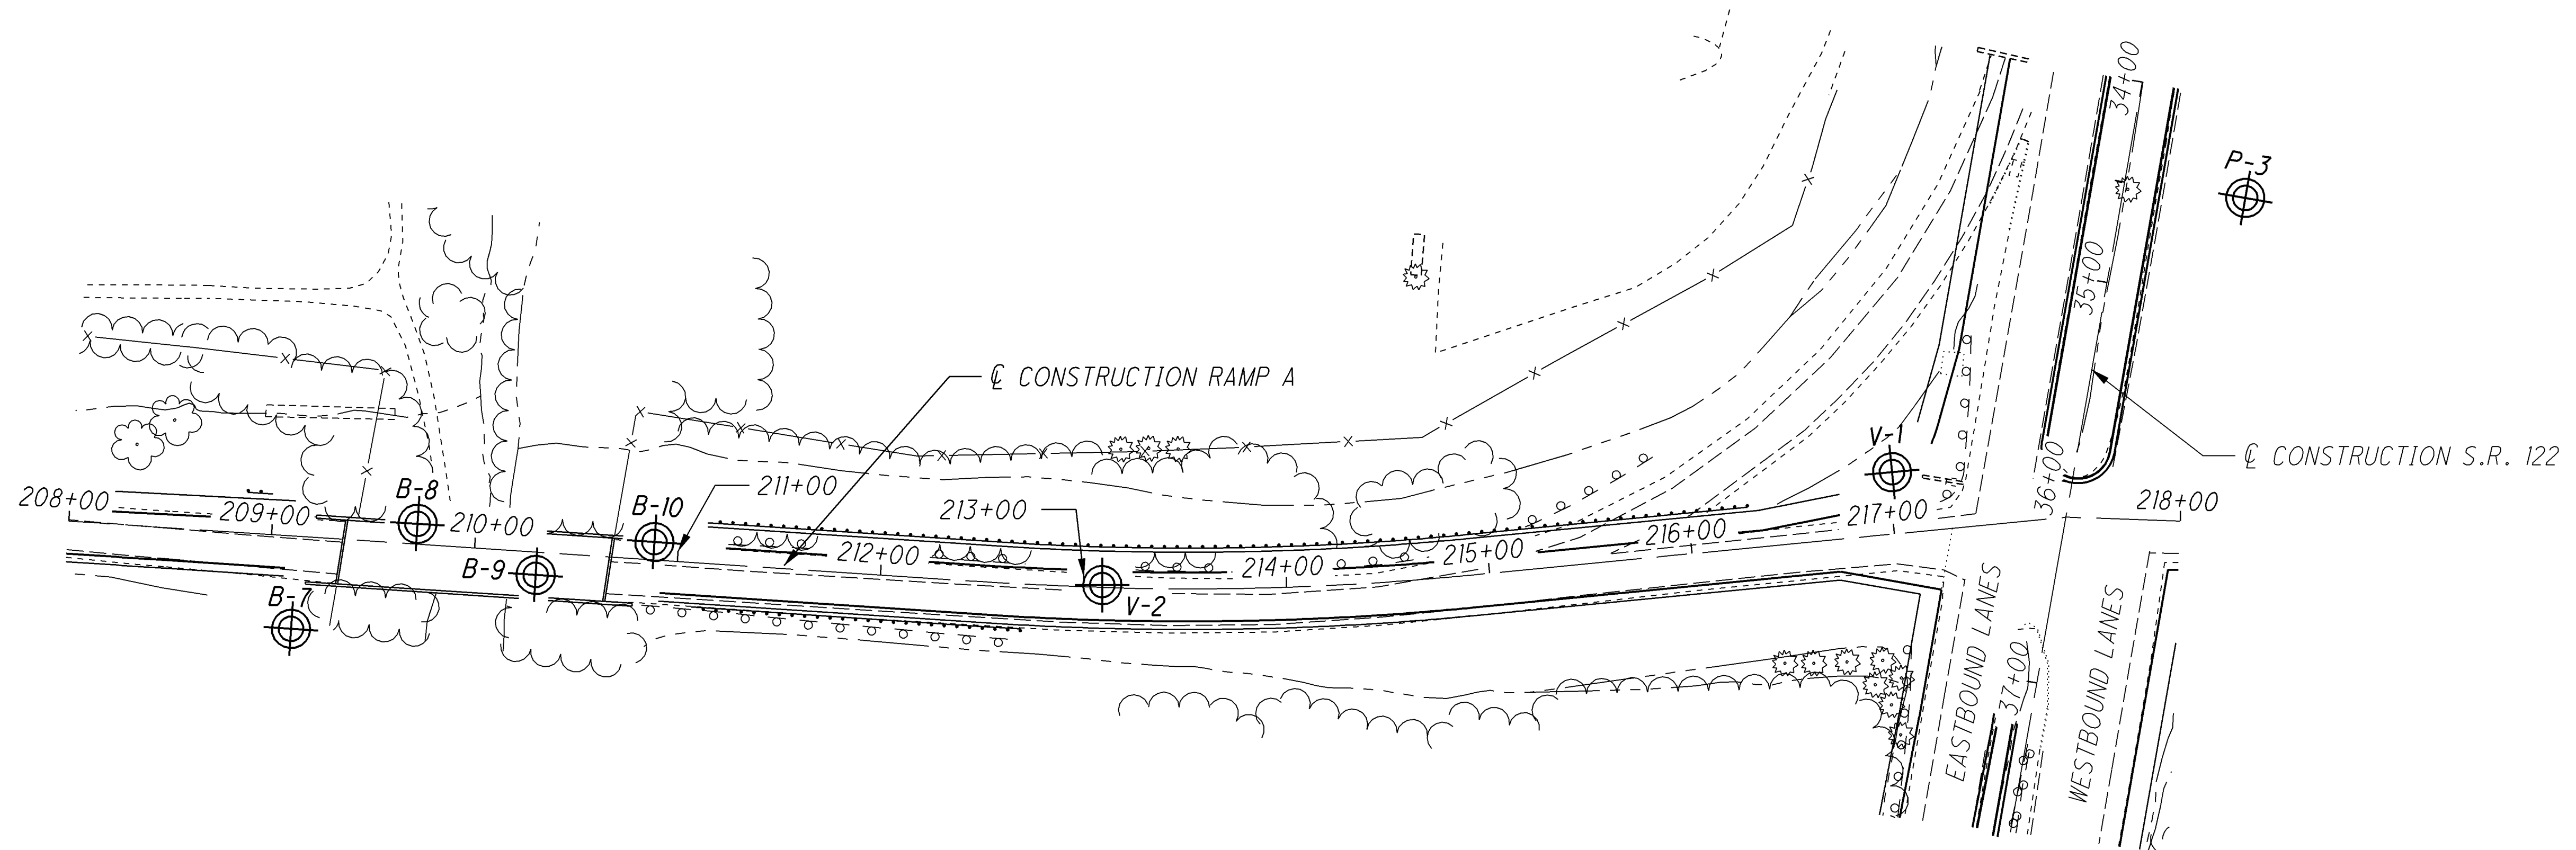 34+00
P-3
35+00
℄ CONSTRUCTION RAMP A
V-1
36+00
℄ CONSTRUCTION S.R. 122
208+00
209+00
B-8
210+00
B-10
211+00
213+00
212+00
214+00
215+00
216+00
217+00
218+00
B-9
B-7
V-2
EASTBOUND LANES
37+00
WESTBOUND LANES